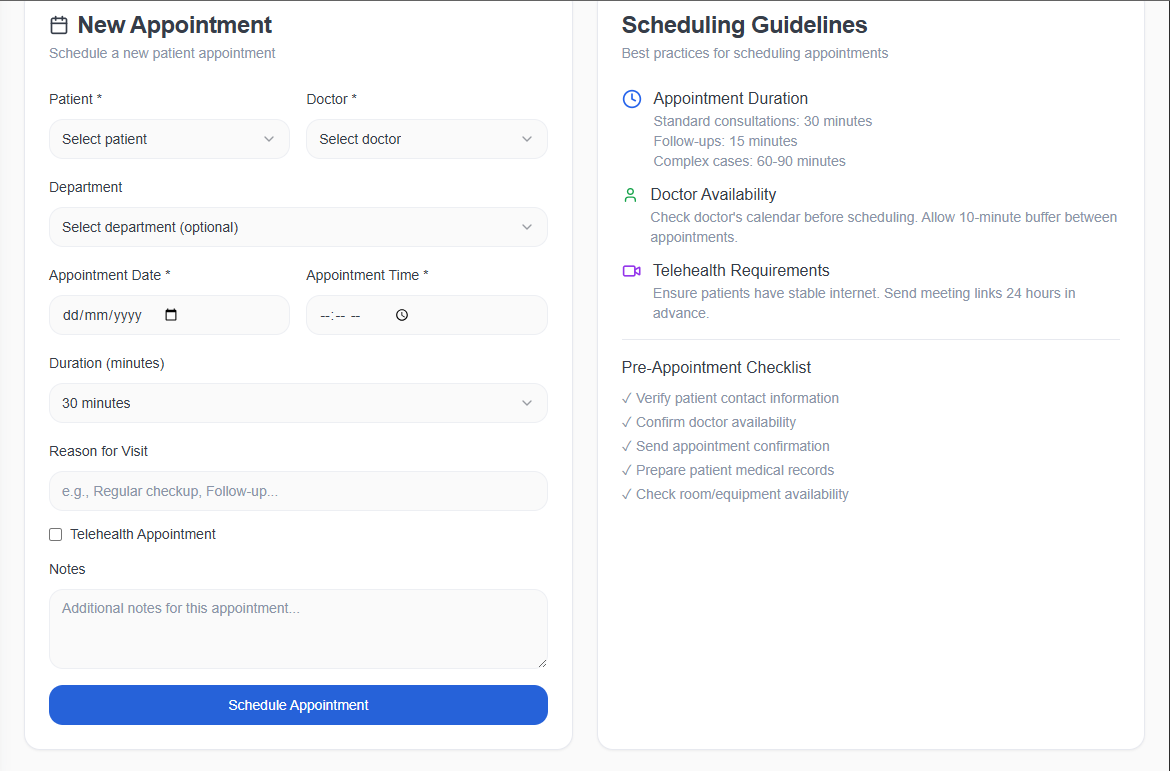 New Appointment
Schedule a new patient appointment
Patient *
Doctor *
Select patient
Select doctor
Department
Select department (optional)
Appointment Date *
Appointment Time *
dd/mm/yyyy
--:-- --
Duration (minutes)
30 minutes
Reason for Visit
e.g., Regular checkup, Follow-up...
Telehealth Appointment
Notes
Additional notes for this appointment...
Schedule Appointment
Scheduling Guidelines
Best practices for scheduling appointments
Appointment Duration
Standard consultations: 30 minutes
Follow-ups: 15 minutes
Complex cases: 60-90 minutes
Doctor Availability
Check doctor's calendar before scheduling. Allow 10-minute buffer between
appointments.
Telehealth Requirements
Ensure patients have stable internet. Send meeting links 24 hours in
advance.
Pre-Appointment Checklist
✓ Verify patient contact information
✓ Confirm doctor availability
✓ Send appointment confirmation
✓ Prepare patient medical records
✓ Check room/equipment availability